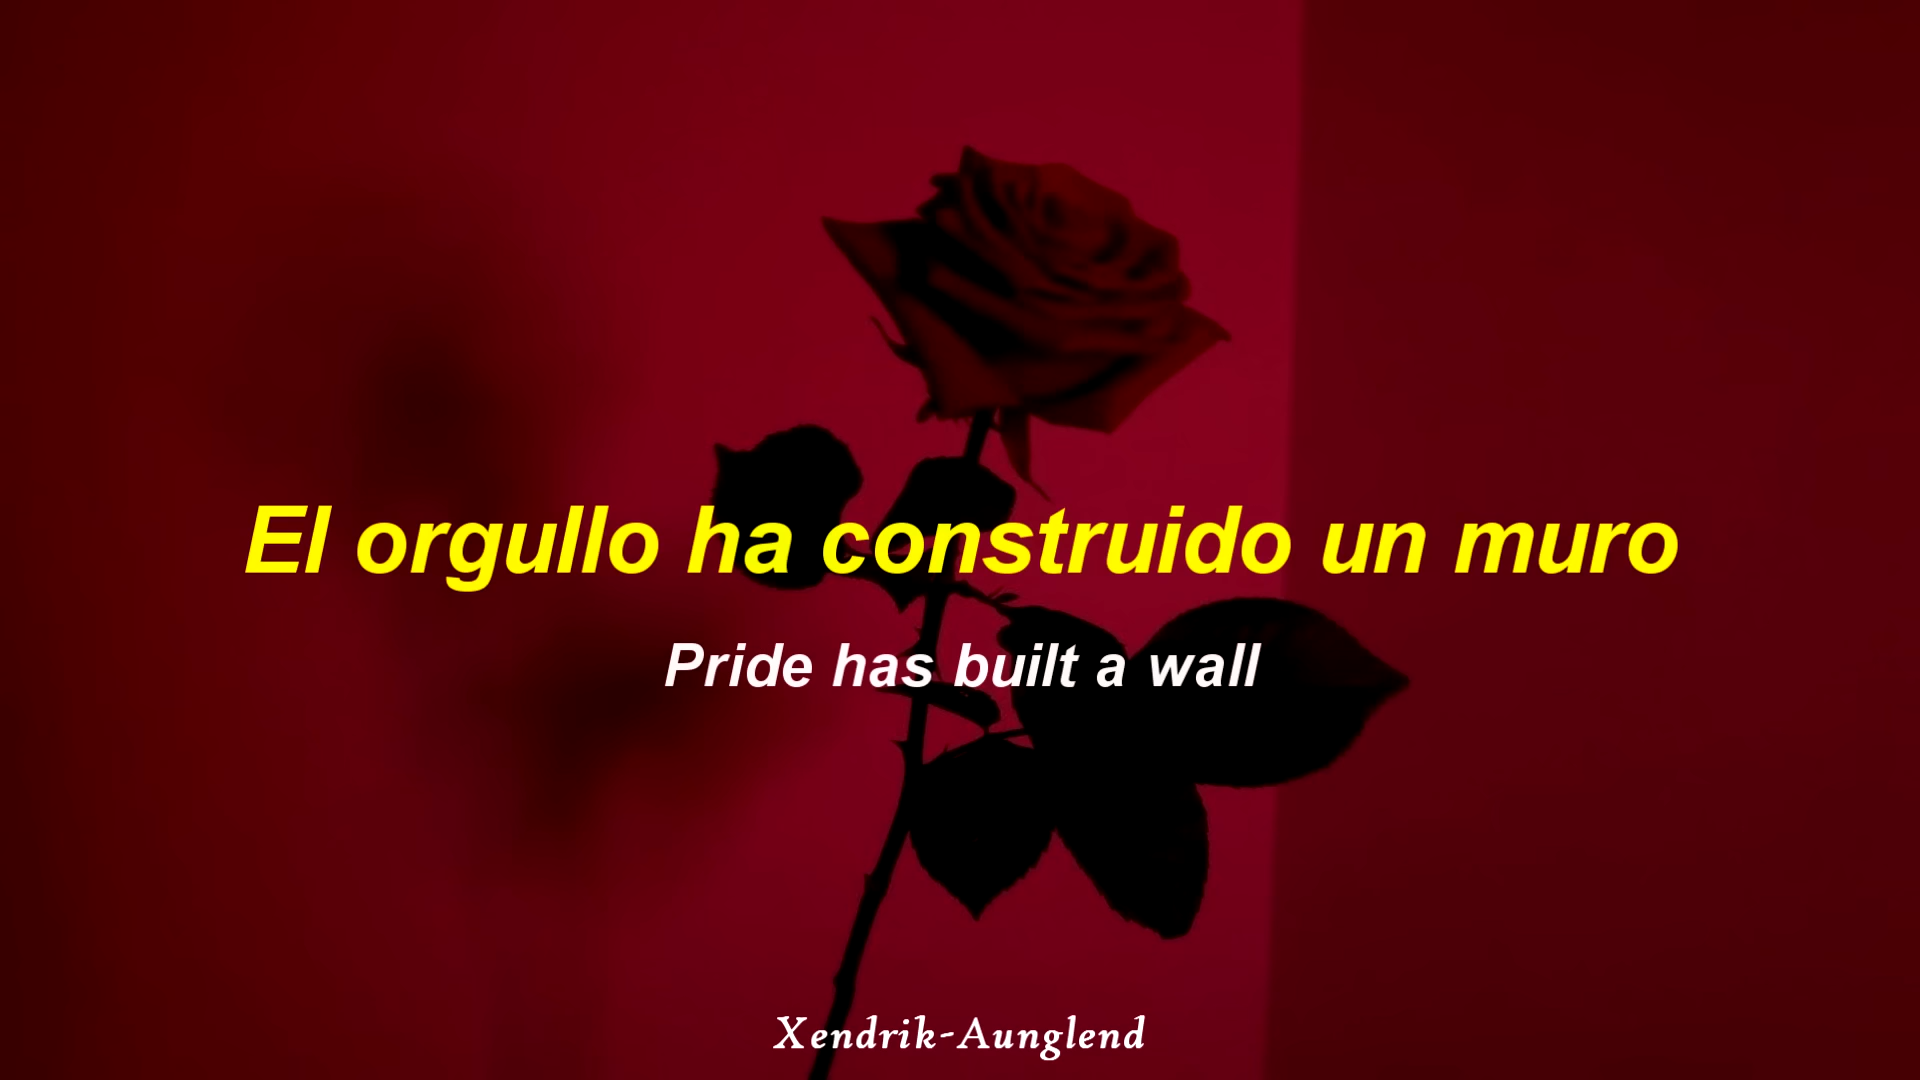 El orgullo ha construido un muro
Pride has built a wall
Xendrik-Aunglend